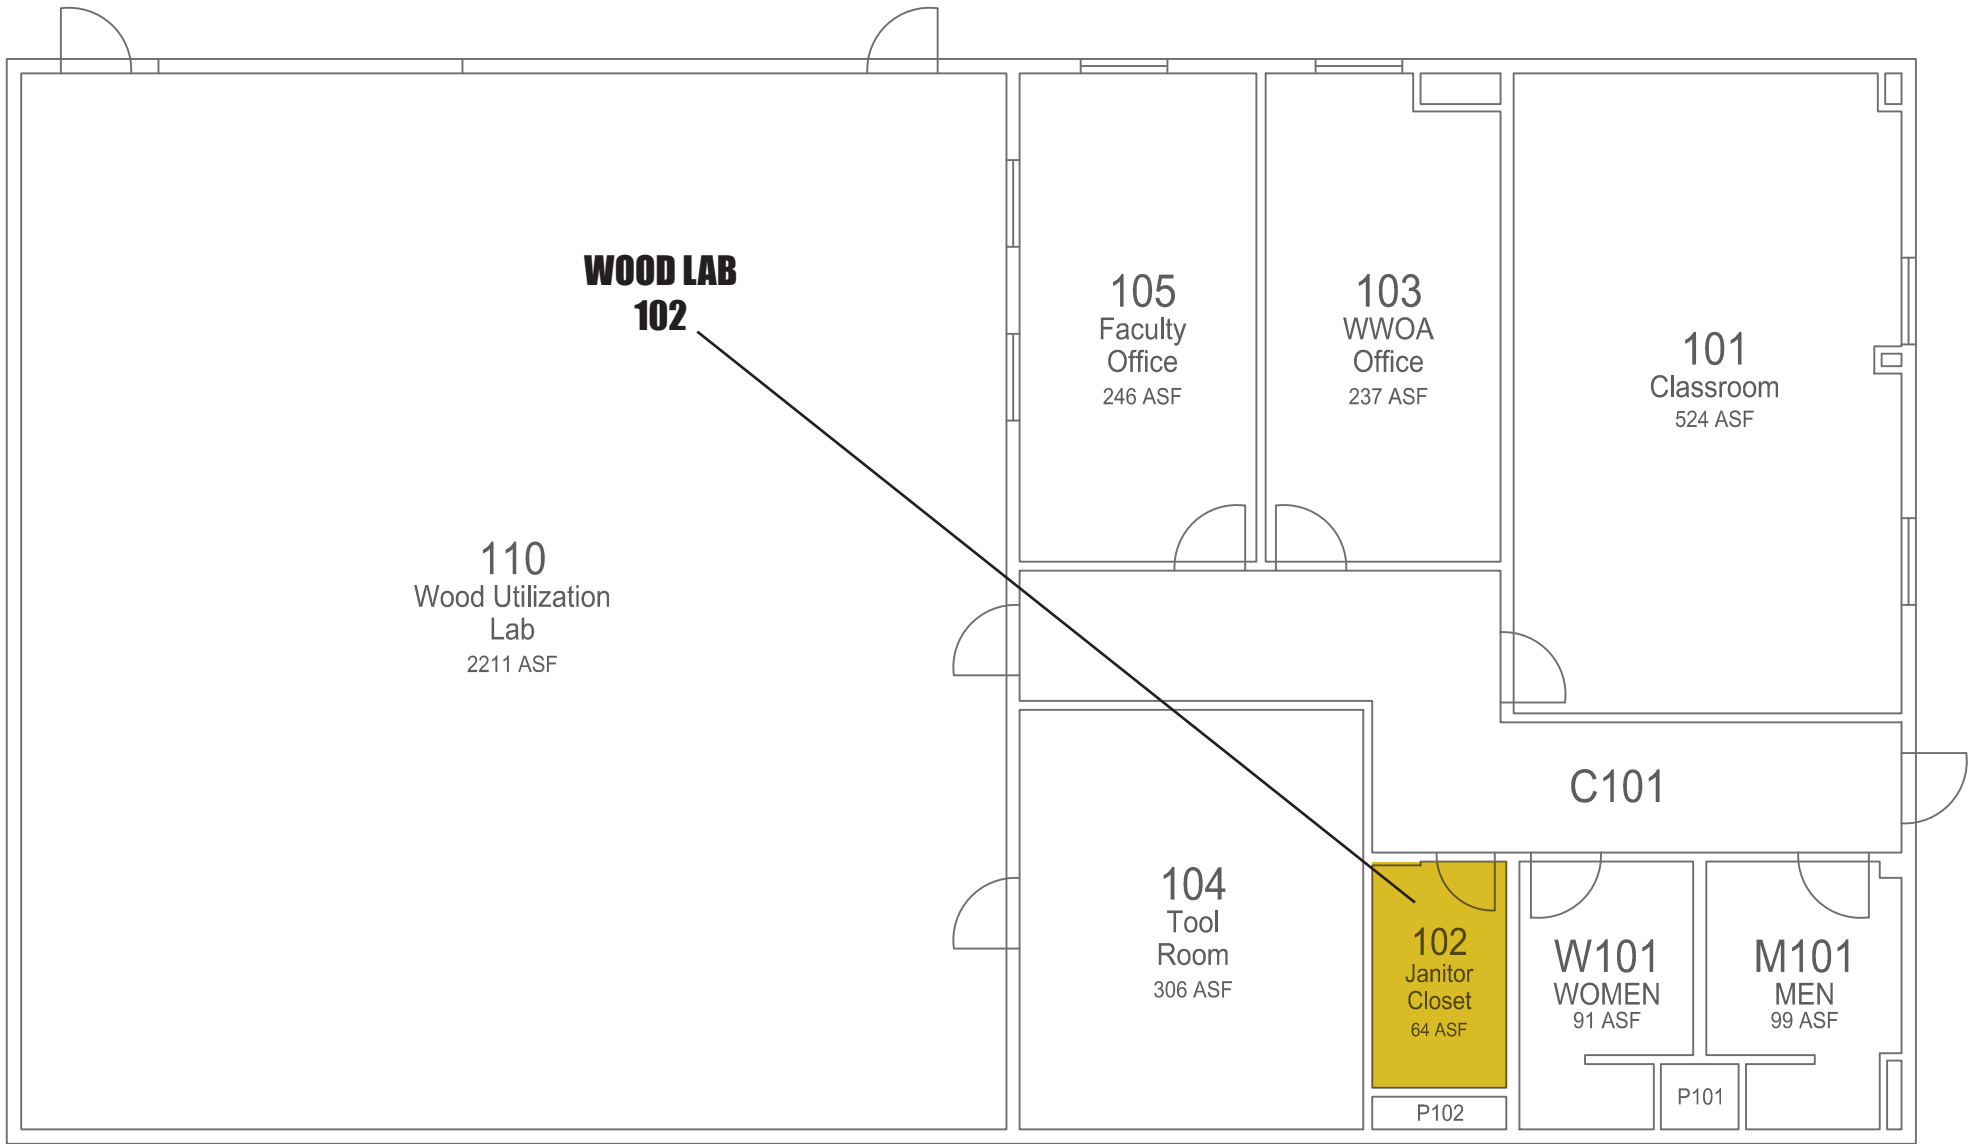 WOOD LAB
102
110
Wood Utilization
Lab
2211 ASF
105
Faculty
Office
246 ASF
103
WWOA
Office
237 ASF
101
Classroom
524 ASF
C101
104
Tool
Room
306 ASF
102
Janitor
Closet
64 ASF
P102
W101
WOMEN
91 ASF
M101
MEN
99 ASF
P101